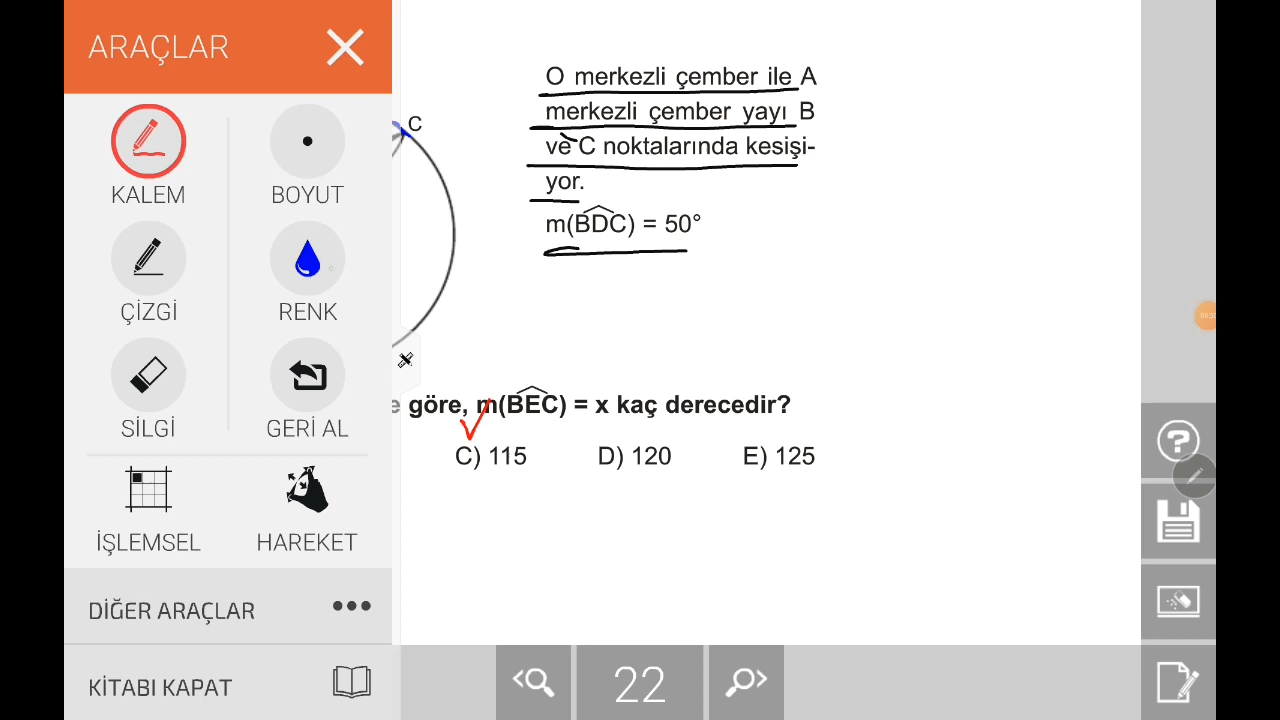 ARAÇLAR
KALEM
BOYUT
ÇİZGİ
RENK
SİLGİ
GERİ AL
İŞLEMSEL
HAREKET
DİĞER ARAÇLAR
KİTABI KAPAT
C
O merkezli çember ile A
merkezli çember yayı B
ve C noktalarında kesişi-
yor.
m(BDC) = 50°
e göre, m(BEC) = x kaç derecedir?
C) 115 D) 120 E) 125
22